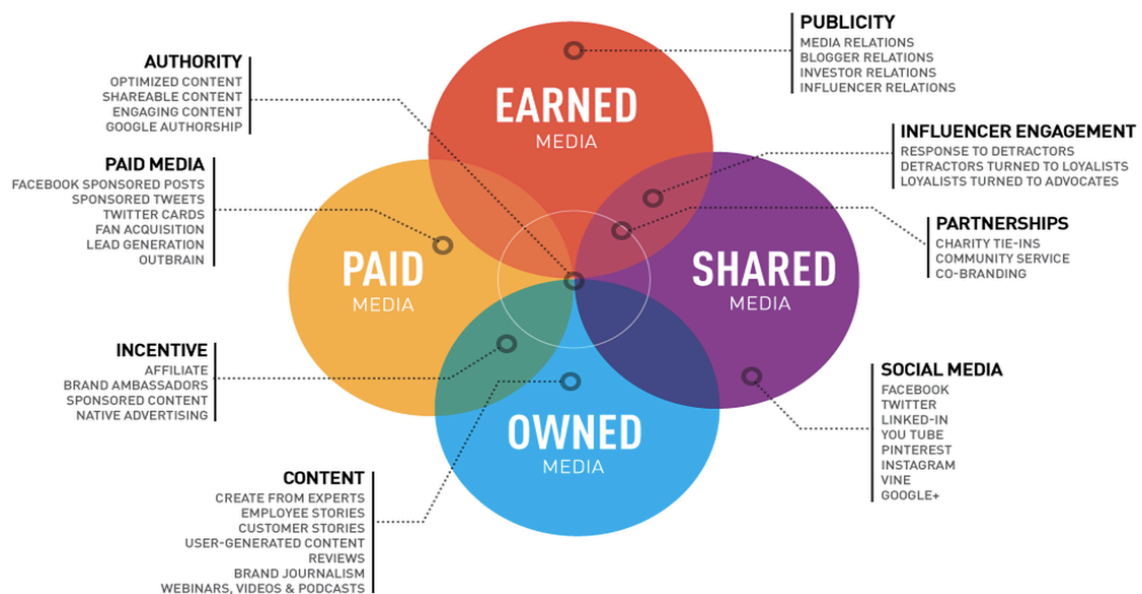 AUTHORITY
OPTIMIZED CONTENT
SHAREABLE CONTENT
ENGAGING CONTENT
GOOGLE AUTHORSHIP
PAID MEDIA
FACEBOOK SPONSORED POSTS
SPONSORED TWEETS
TWITTER CARDS
FAN ACQUISITION
LEAD GENERATION
OUTBRAIN
INCENTIVE
AFFILIATE
BRAND AMBASSADORS
SPONSORED CONTENT
NATIVE ADVERTISING
CONTENT
CREATE FROM EXPERTS
EMPLOYEE STORIES
CUSTOMER STORIES
USER-GENERATED CONTENT
REVIEWS
BRAND JOURNALISM
WEBINARS, VIDEOS & PODCASTS
EARNED
MEDIA
PAID
MEDIA
SHARED
MEDIA
OWNED
MEDIA
PUBLICITY
MEDIA RELATIONS
BLOGGER RELATIONS
INVESTOR RELATIONS
INFLUENCER RELATIONS
INFLUENCER ENGAGEMENT
RESPONSE TO DETRACTORS
DETRACTORS TURNED TO LOYALISTS
LOYALISTS TURNED TO ADVOCATES
PARTNERSHIPS
CHARITY TIE-INS
COMMUNITY SERVICE
CO-BRANDING
SOCIAL MEDIA
FACEBOOK
TWITTER
LINKED-IN
YOU TUBE
PINTEREST
INSTAGRAM
VINE
GOOGLE+